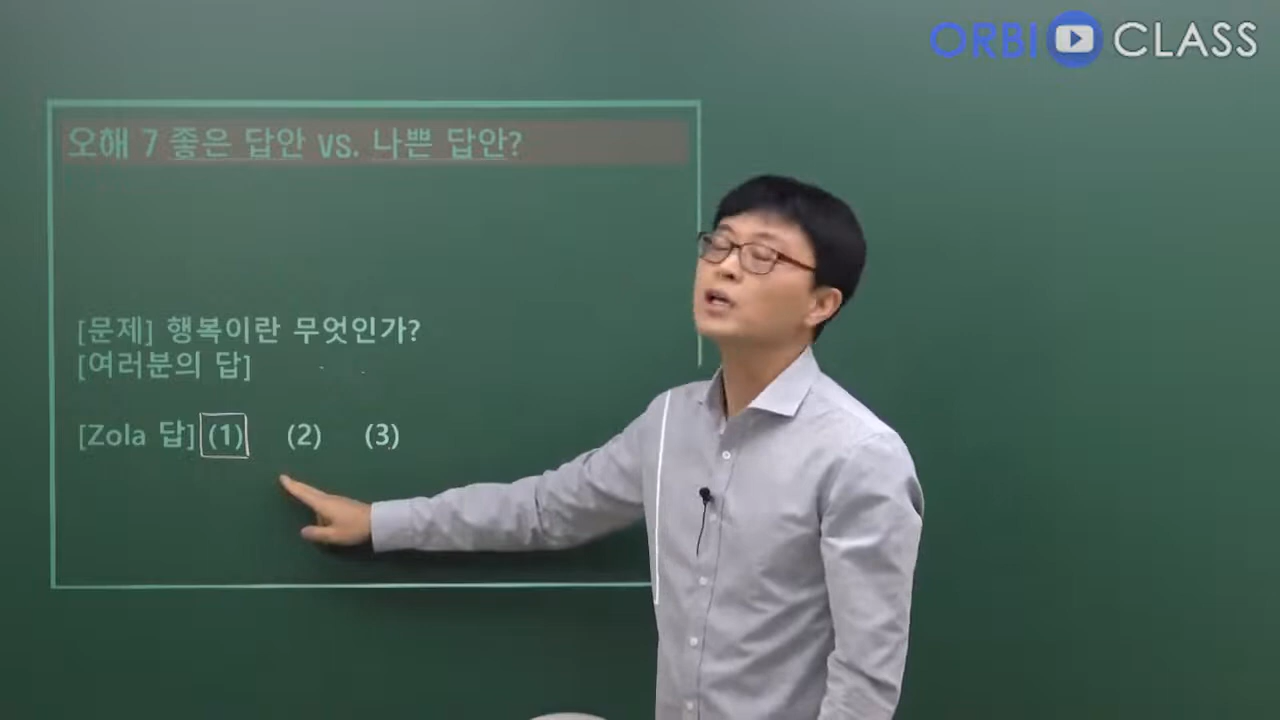 ORBI CLASS
오해 7 좋은 답안 vs. 나쁜 답안?
[문제] 행복이란 무엇인가?
[여러분의 답]
[Zola 답] (1) (2) (3)